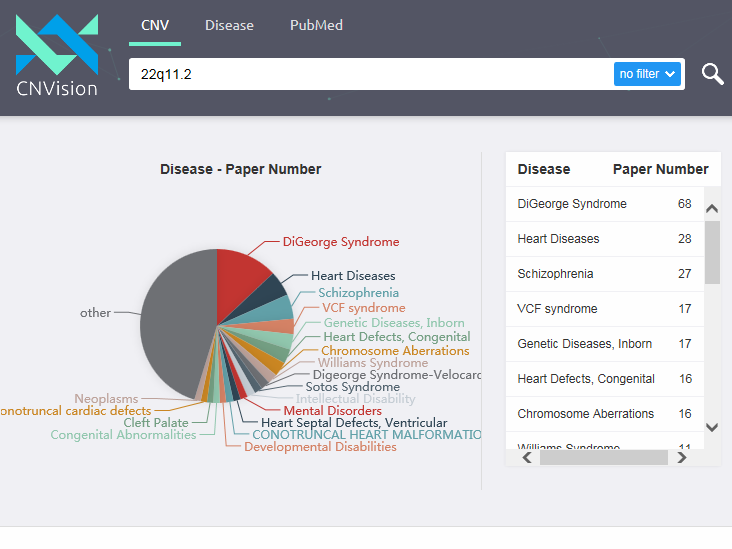 CNV Disease PubMed
CNVision
22q11.2
no filter
Disease - Paper Number
DiGeorge Syndrome
Heart Diseases
Schizophrenia
VCF syndrome
Genetic Diseases, Inborn
Heart Defects, Congenital
Chromosome Aberrations
Williams Syndrome
Digeorge Syndrome-Velocard
Sotos Syndrome
Intellectual Disability
Mental Disorders
Heart Septal Defects, Ventricular
CONOTRUNCAL HEART MALFORMATIO
Developmental Disabilities
Congenital Abnormalities
Cleft Palate
onotruncal cardiac defects
Neoplasms
other
Disease Paper Number
DiGeorge Syndrome 68
Heart Diseases 28
Schizophrenia 27
VCF syndrome 17
Genetic Diseases, Inborn 17
Heart Defects, Congenital 16
Chromosome Aberrations 16
Williams Syndrome 11